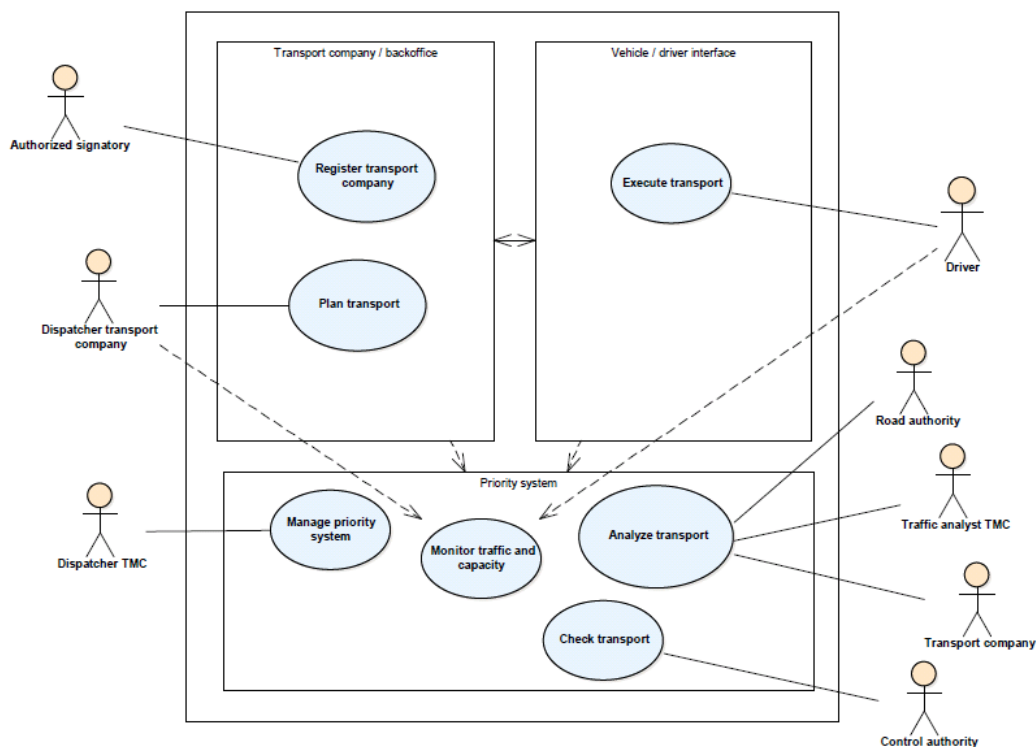 Transport company / backoffice
Vehicle / driver interface
Authorized signatory
Register transport
company
Execute transport
Driver
Plan transport
Dispatcher transport
company
Road authority
Priority system
Manage priority
system
Dispatcher TMC
Monitor traffic and
capacity
Analyze transport
Traffic analyst TMC
Check transport
Transport company
Control authority